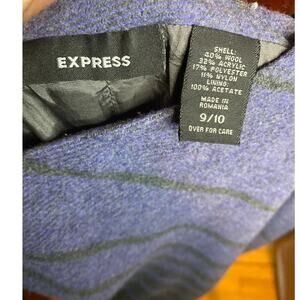 EXPRESS
SHELL:
40% WOOL
32% ACRYLIC
17% POLYESTER
11% NYLON
LINING
100% ACETATE
MADE IN
ROMANIA
9/10
OVER FOR CARE